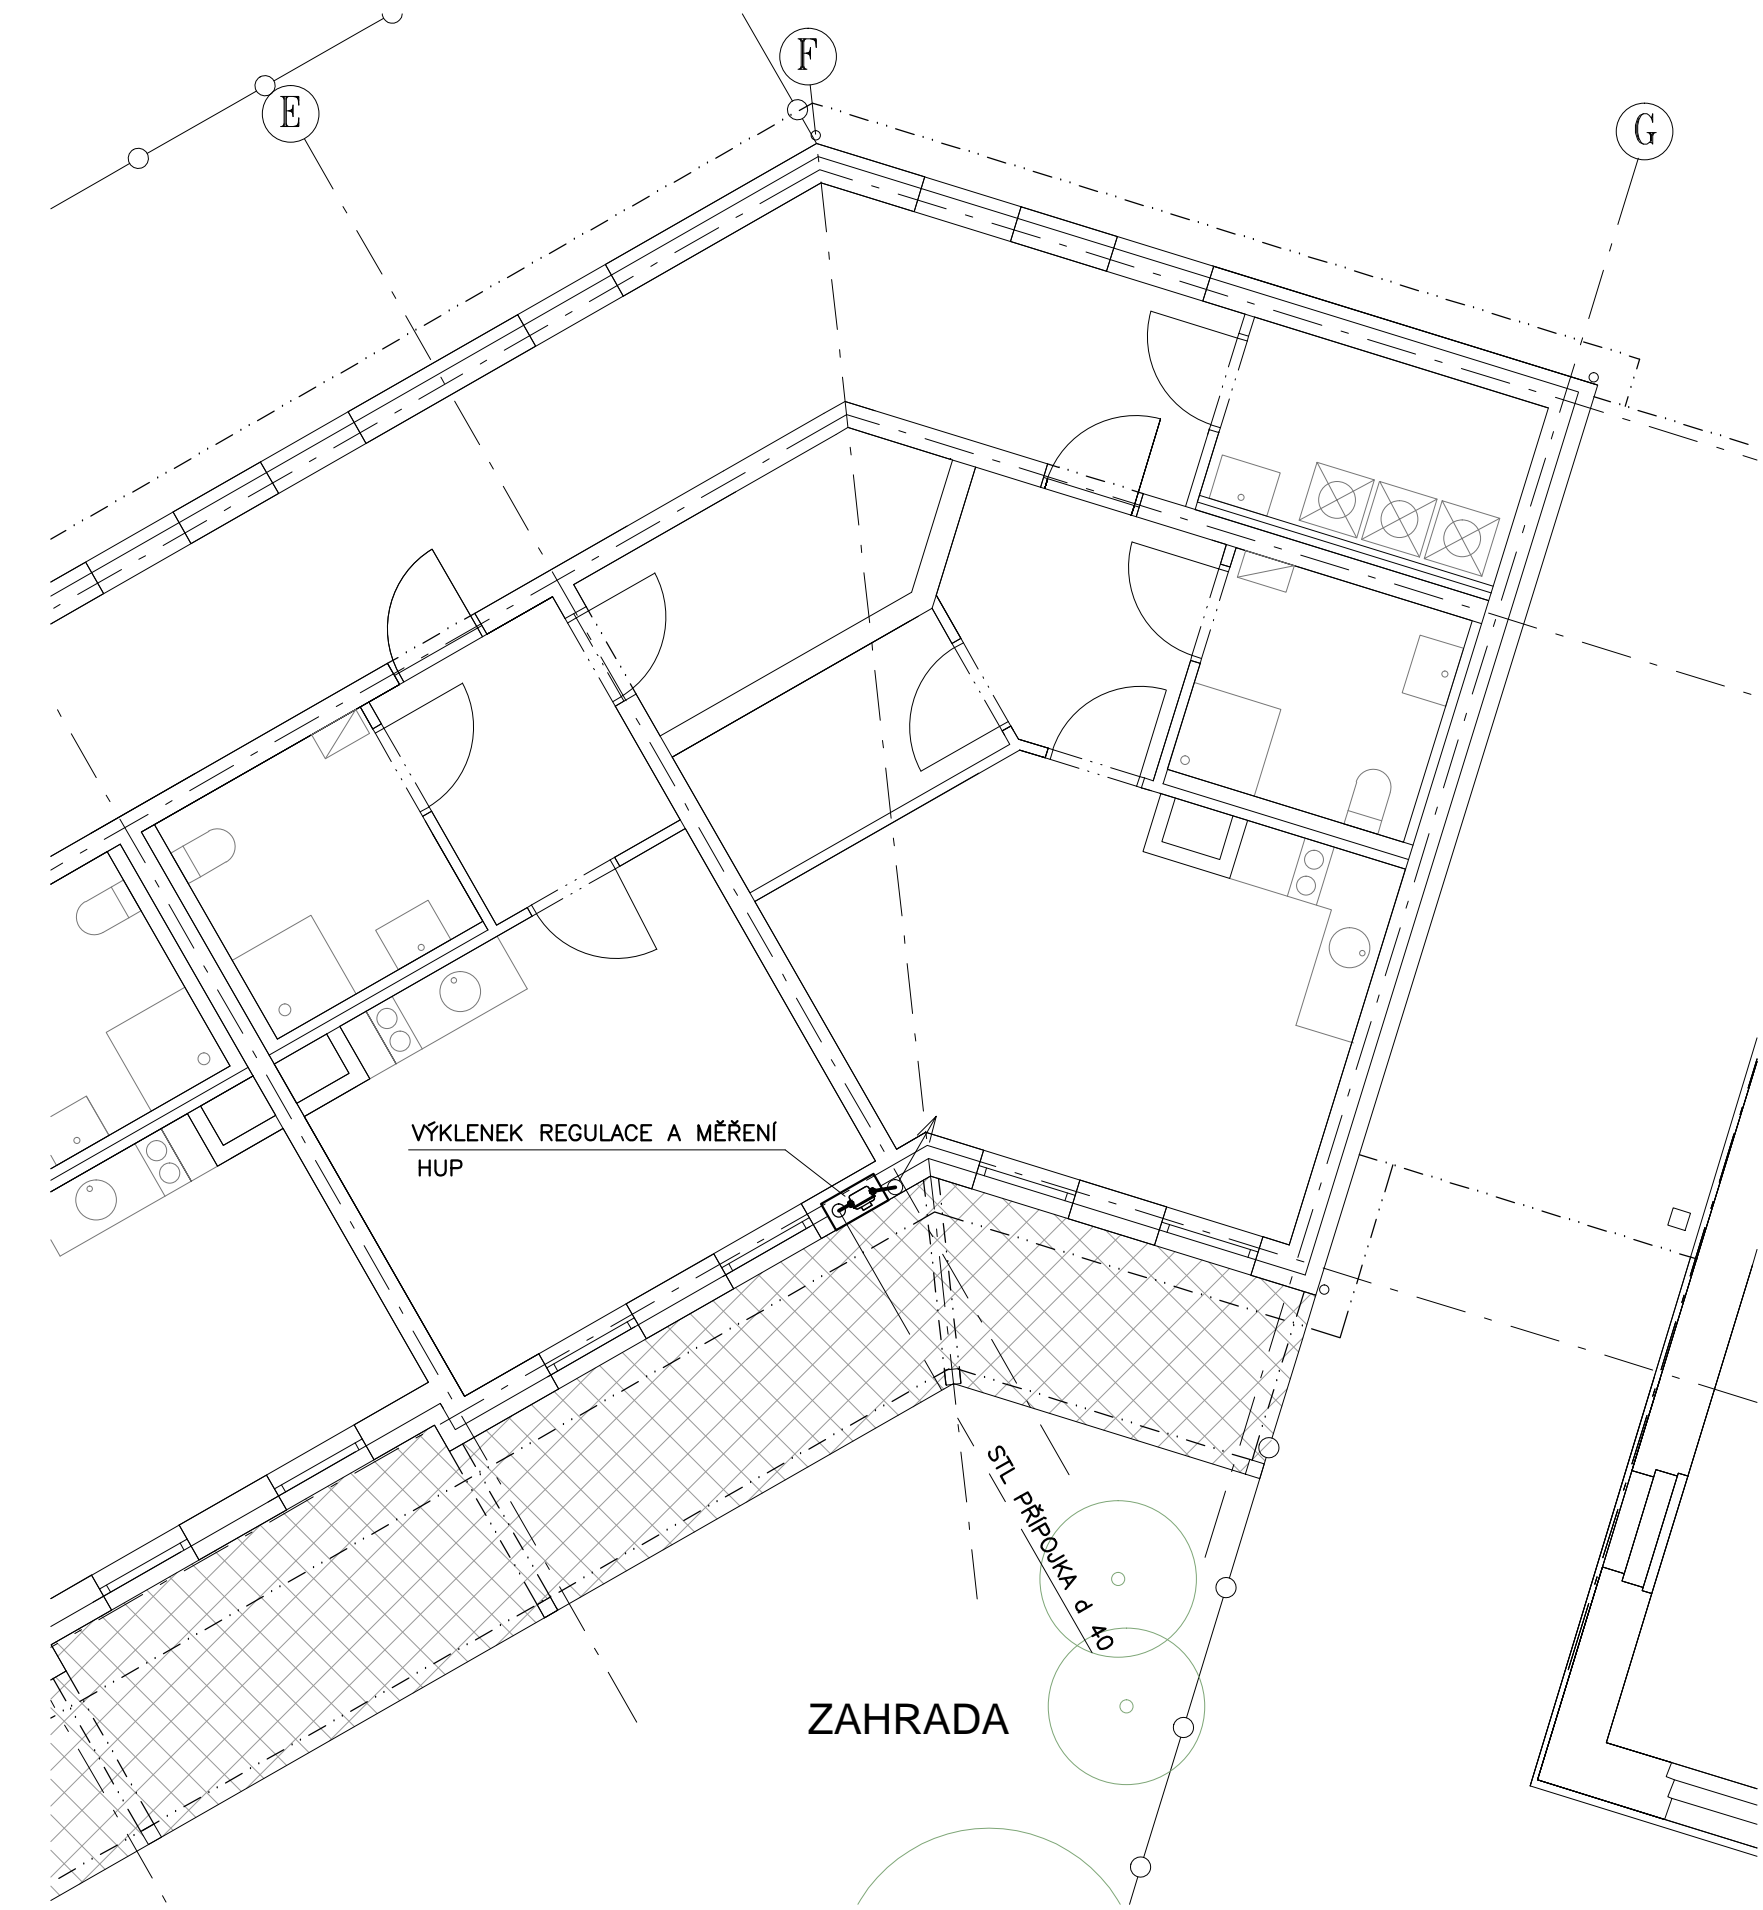 F
E
G
VÝKLENEK REGULACE A MĚŘENÍ
HUP
STL PŘÍPOJKA d 40
ZAHRADA